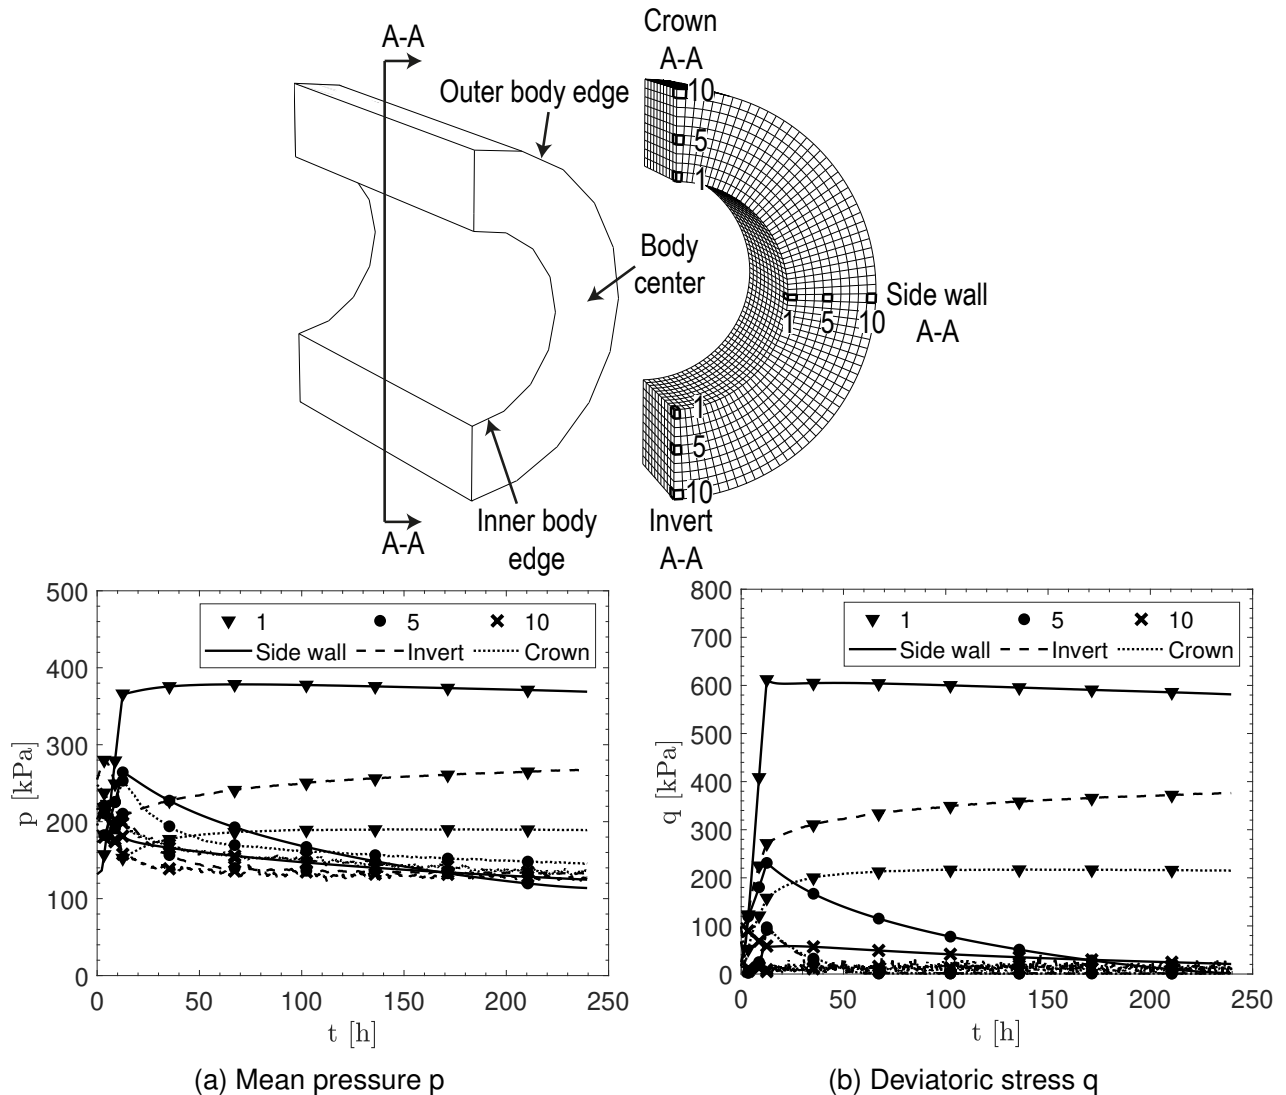 Crown
A-A
A-A
Outer body edge
10
5
1
Body
center
Side wall
A-A
1 5 10
1
5
10
Inner body
edge
A-A
Invert
A-A
500
400
300
200
100
0
p [kPa]
1 5 10
Side wall Invert Crown
0 50 100 150 200 250
t [h]
(a) Mean pressure p
800
700
600
500
400
300
200
100
0
q [kPa]
1 5 10
Side wall Invert Crown
0 50 100 150 200 250
t [h]
(b) Deviatoric stress q